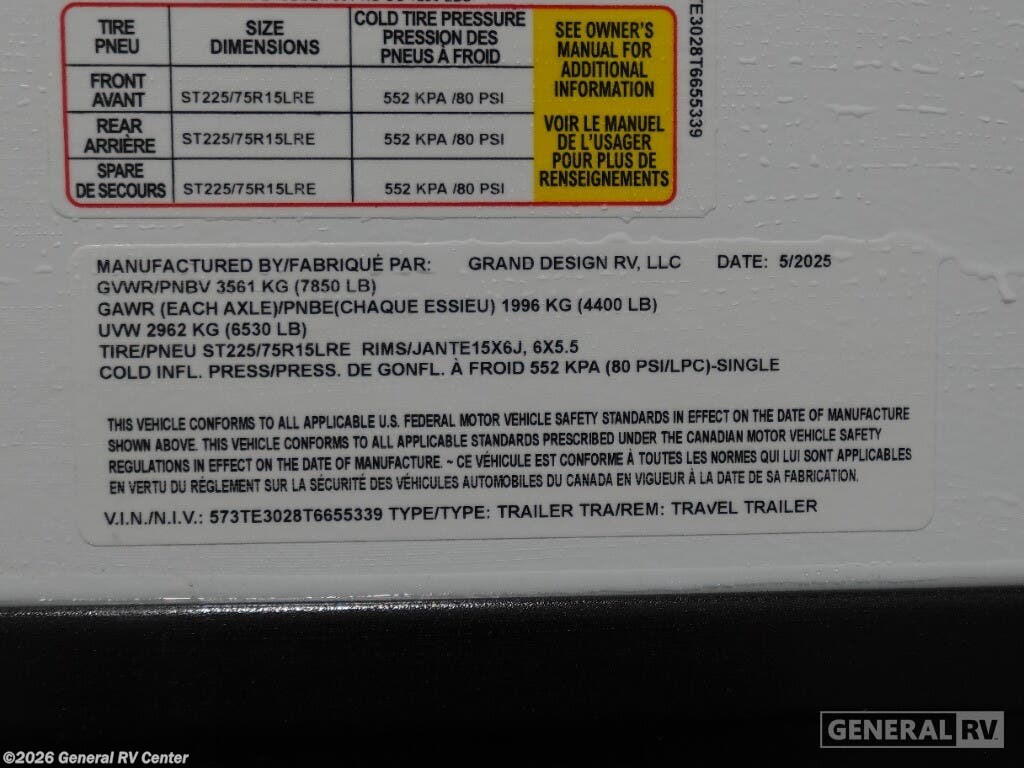 TIRE
PNEU
SIZE
DIMENSIONS
COLD TIRE PRESSURE
PRESSION DES
PNEUS À FROID
SEE OWNER'S
MANUAL FOR
ADDITIONAL
INFORMATION
FRONT
AVANT
ST225/75R15LRE
552 KPA /80 PSI
REAR
ARRIÈRE
ST225/75R15LRE
552 KPA /80 PSI
VOIR LE MANUEL
DE L'USAGER
POUR PLUS DE
RENSEIGNEMENTS
SPARE
DE SECOURS
ST225/75R15LRE
552 KPA /80 PSI
TE3028T6655339
MANUFACTURED BY/FABRIQUÉ PAR: GRAND DESIGN RV, LLC DATE: 5/2025
GVWR/PNBV 3561 KG (7850 LB)
GAWR (EACH AXLE)/PNBE(CHAQUE ESSIEU) 1996 KG (4400 LB)
UVW 2962 KG (6530 LB)
TIRE/PNEU ST225/75R15LRE RIMS/JANTE15X6J, 6X5.5
COLD INFL. PRESS/PRESS. DE GONFL. À FROID 552 KPA (80 PSI/LPC)-SINGLE
THIS VEHICLE CONFORMS TO ALL APPLICABLE U.S. FEDERAL MOTOR VEHICLE SAFETY STANDARDS IN EFFECT ON THE DATE OF MANUFACTURE
SHOWN ABOVE. THIS VEHICLE CONFORMS TO ALL APPLICABLE STANDARDS PRESCRIBED UNDER THE CANADIAN MOTOR VEHICLE SAFETY
REGULATIONS IN EFFECT ON THE DATE OF MANUFACTURE. ~ CE VÉHICULE EST CONFORME À TOUTES LES NORMES QUI LUI SONT APPLICABLES
EN VERTU DU RÉGLEMENT SUR LA SÉCURITÉ DES VÉHICULES AUTOMOBILES DU CANADA EN VIGUEUR À LA DATE DE SA FABRICATION.
V.I.N./N.I.V.: 573TE3028T6655339 TYPE/TYPE: TRAILER TRA/REM: TRAVEL TRAILER
GENERAL RV
©2026 General RV Center